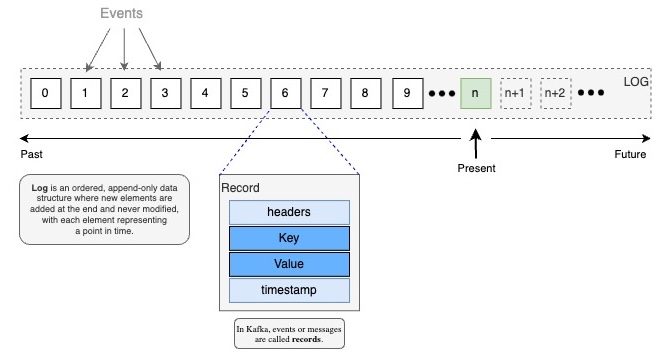 Events
LOG
0 1 2 3 4 5 6 7 8 9 ●●● n n+1 n+2 ●●●
Past
Present
Future
Log is an ordered, append-only data
structure where new elements are
added at the end and never modified,
with each element representing
a point in time.
Record
headers
Key
Value
timestamp
In Kafka, events or messages
are called records.